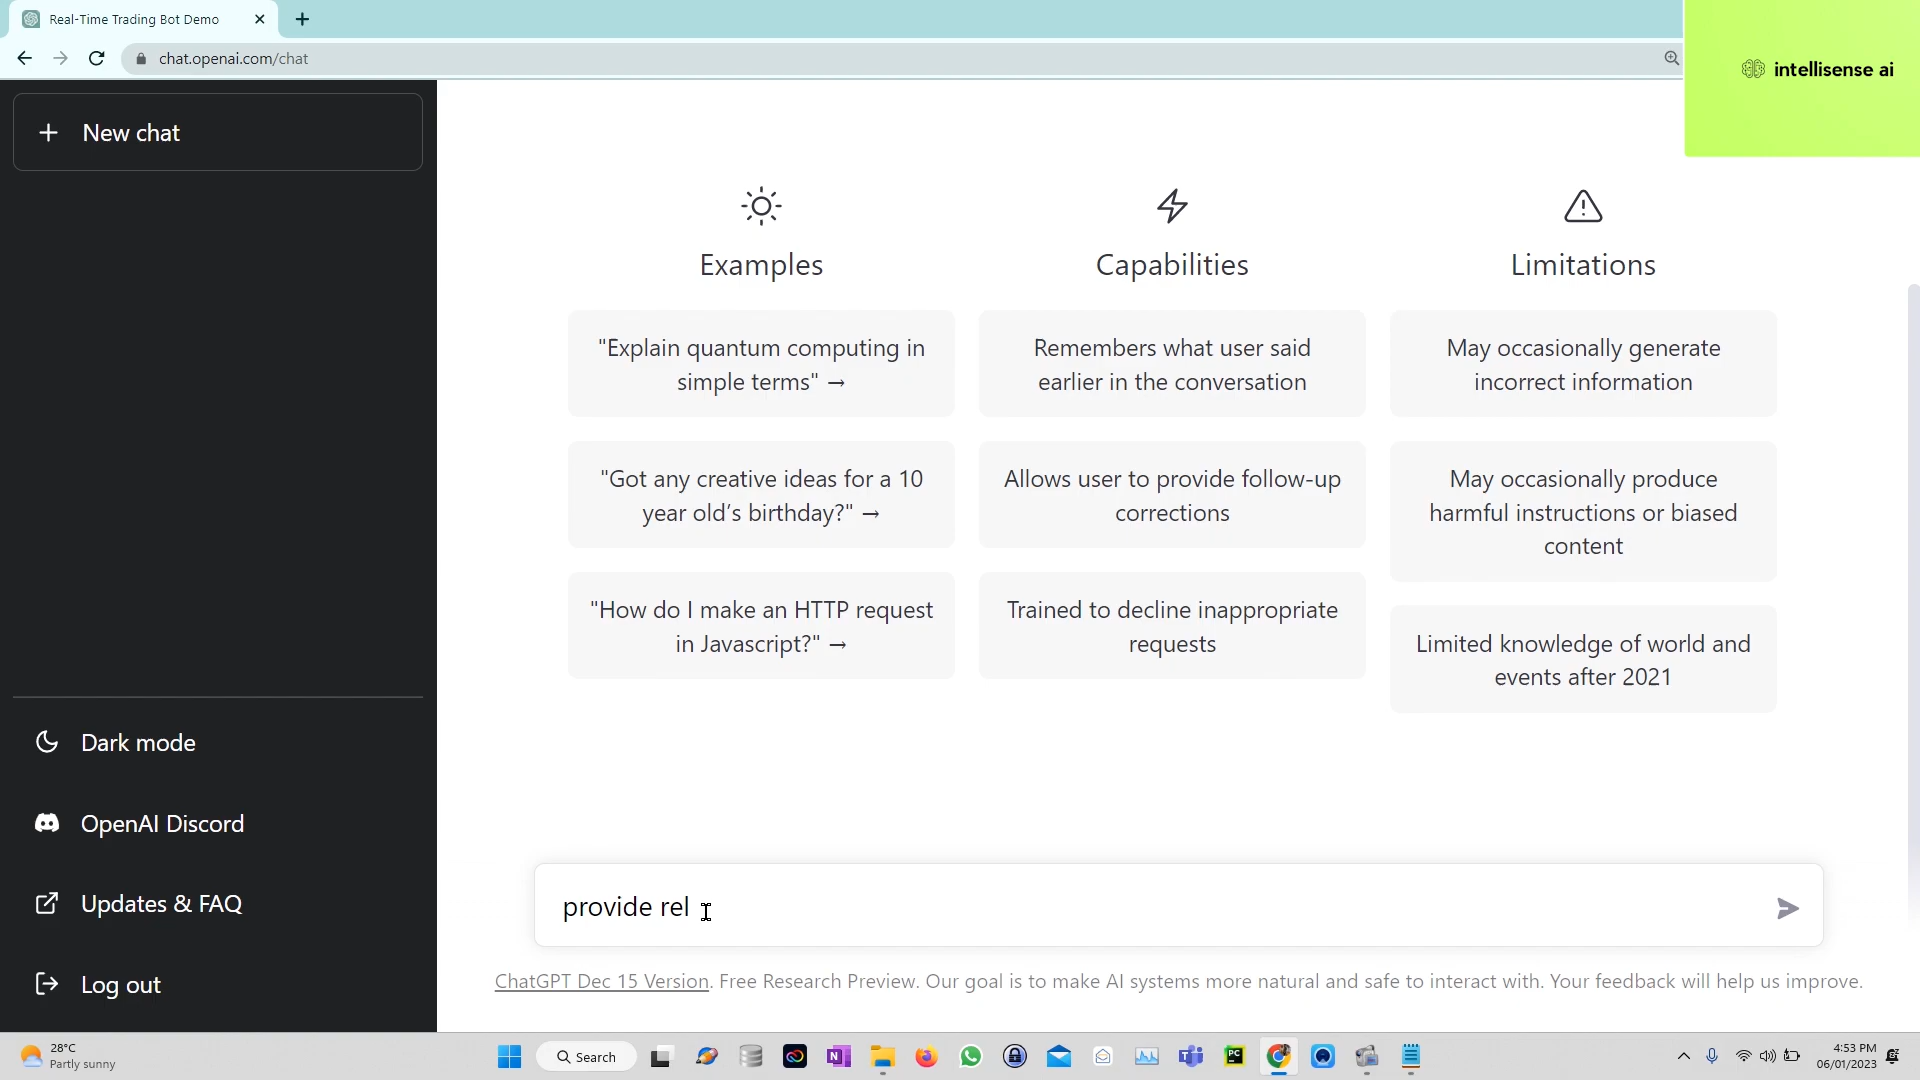 Real-Time Trading Bot Demo
chat.openai.com/chat
intellisense ai
New chat
Examples
Capabilities
Limitations
"Explain quantum computing in
simple terms" →
Remembers what user said
earlier in the conversation
May occasionally generate
incorrect information
"Got any creative ideas for a 10
year old's birthday?" →
Allows user to provide follow-up
corrections
May occasionally produce
harmful instructions or biased
content
"How do I make an HTTP request
in Javascript?" →
Trained to decline inappropriate
requests
Limited knowledge of world and
events after 2021
Dark mode
OpenAI Discord
Updates & FAQ
Log out
provide rel
ChatGPT Dec 15 Version. Free Research Preview. Our goal is to make AI systems more natural and safe to interact with. Your feedback will help us improve.
28°C
Partly sunny
Search
4:53 PM
06/01/2023